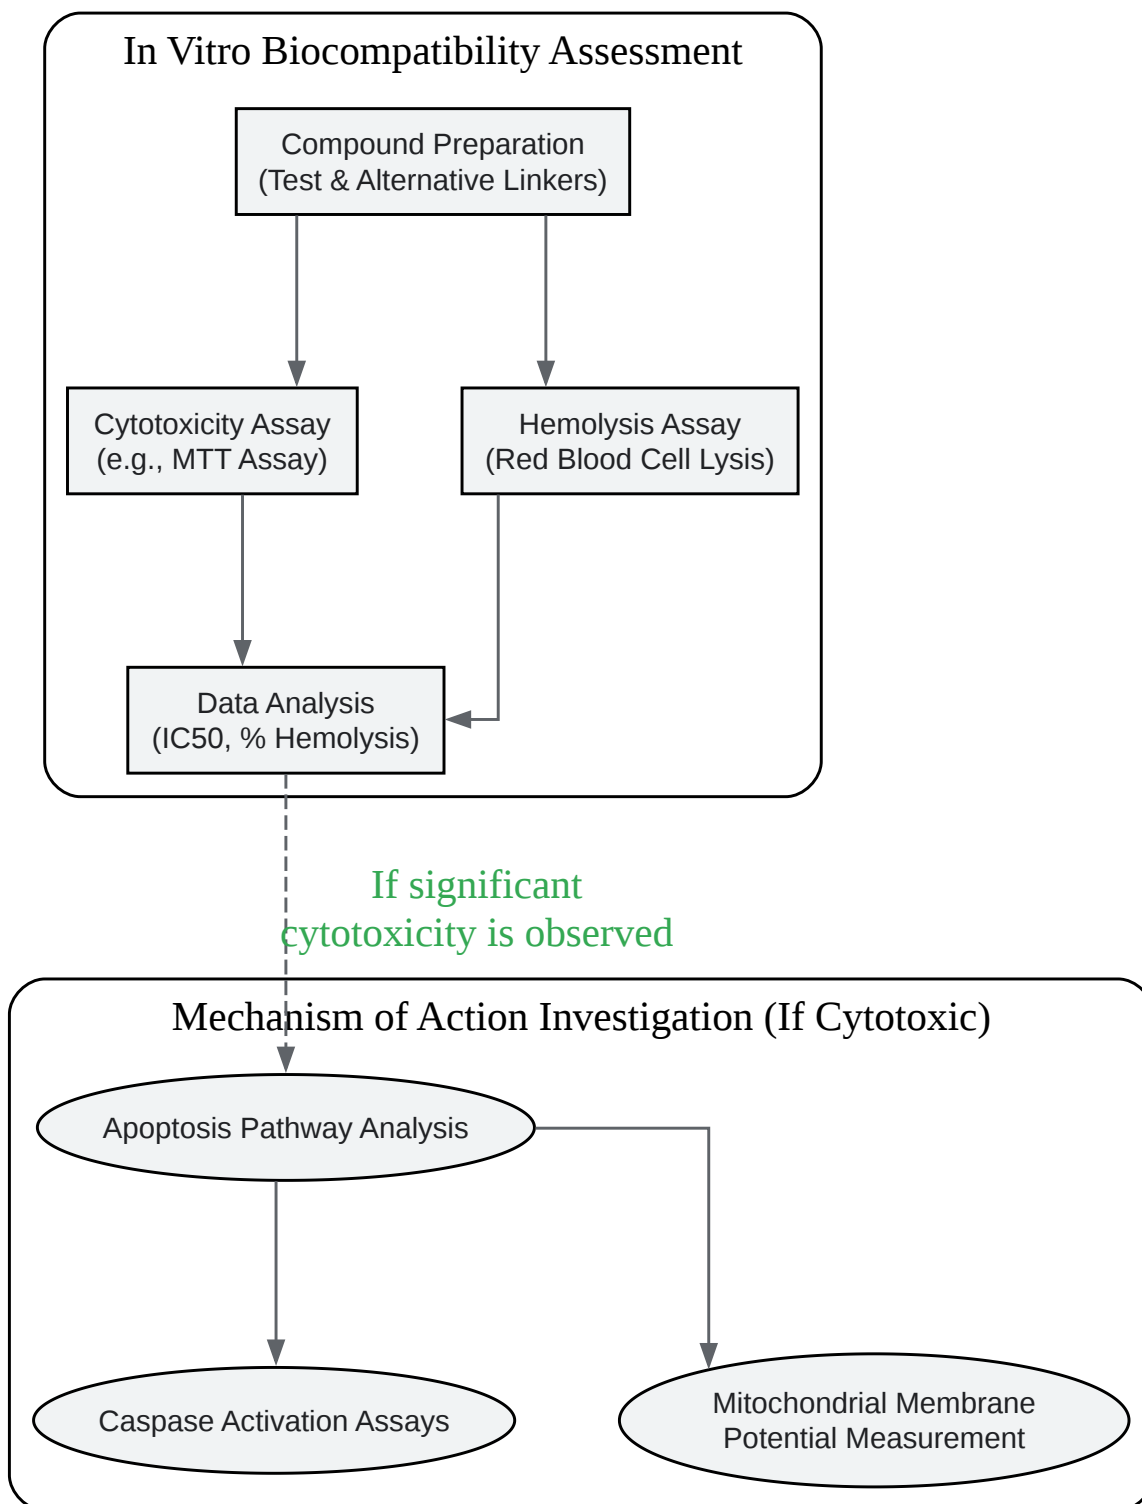 In Vitro Biocompatibility Assessment
Compound Preparation
(Test & Alternative Linkers)
Cytotoxicity Assay
(e.g., MTT Assay)
Hemolysis Assay
(Red Blood Cell Lysis)
Data Analysis
(IC50, % Hemolysis)
If significant
cytotoxicity is observed
Mechanism of Action Investigation (If Cytotoxic)
Apoptosis Pathway Analysis
Caspase Activation Assays
Mitochondrial Membrane
Potential Measurement